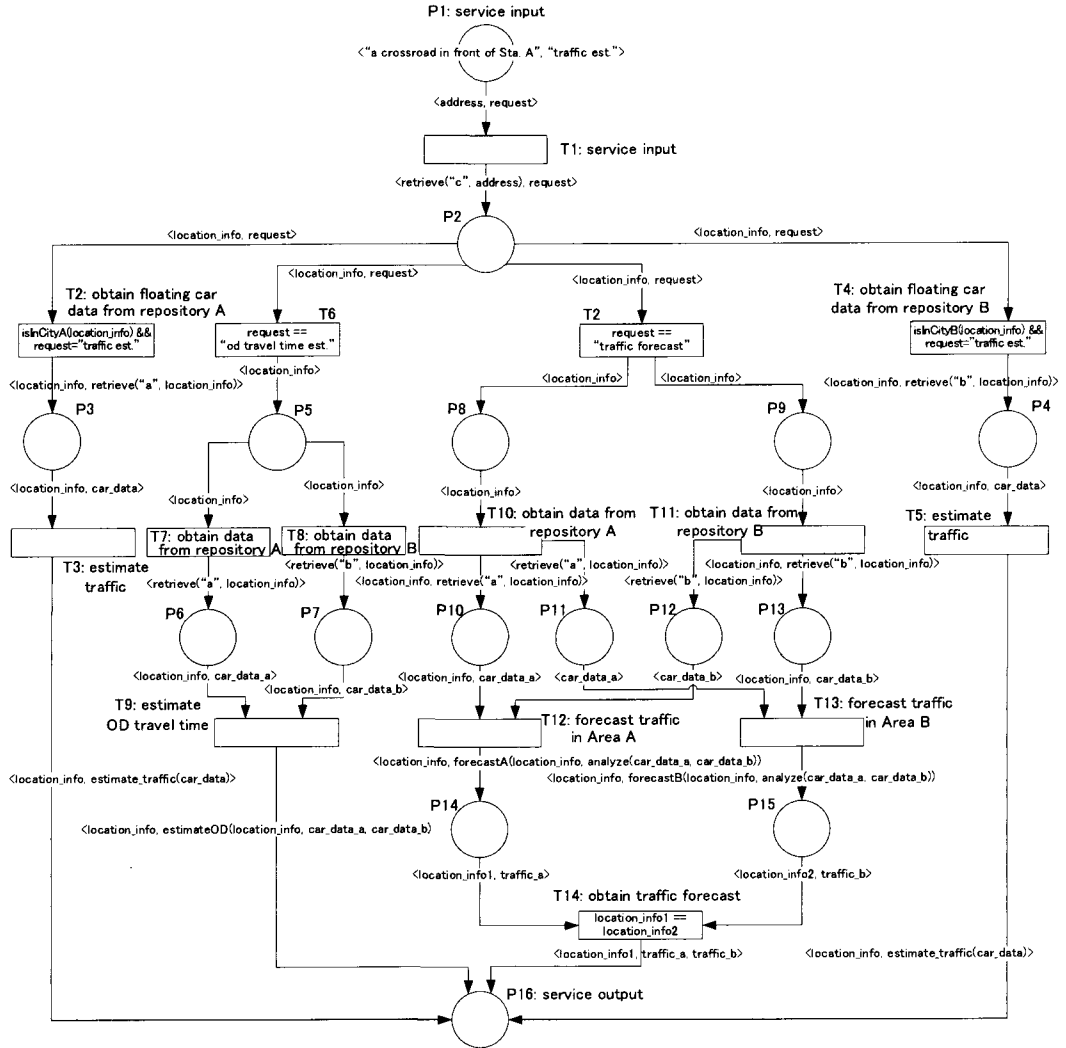 P1: service input
<"a crossroad in front of Sta. A", "traffic est.">
<address, request>
T1: service input
<retrieve("c", address), request>
P2
<location_info, request>
<location_info, request>
<location_info, request>
<location_info, request>
T2: obtain floating car
data from repository A
isInCityA(location_info) &&
request="traffic est."
T6
request ==
"od travel time est."
T2
request ==
"traffic forecast"
T4: obtain floating car
data from repository B
isInCityB(location_info) &&
request="traffic est."
<location_info, retrieve("a", location_info)>
<location_info>
<location_info>
<location_info>
<location_info, retrieve("b", location_info)>
P3
P5
P8
P9
P4
<location_info, car_data>
<location_info>
<location_info>
<location_info>
<location_info>
<location_info, car_data>
T3: estimate
traffic
T7: obtain data
from repository A
T8: obtain data
from repository B
T10: obtain data from
repository A
T11: obtain data from
repository B
T5: estimate
traffic
<retrieve("a", location_info)>
<retrieve("b", location_info)>
<location_info, retrieve("a", location_info)>
<retrieve("a", location_info)>
<retrieve("b", location_info)>
<location_info, retrieve("b", location_info)>
P6
P7
P10
P11
P12
P13
<location_info, car_data_a>
<location_info, car_data_b>
<location_info, car_data_a>
<car_data_a>
<car_data_b>
<location_info, car_data_b>
T9: estimate
OD travel time
T12: forecast traffic
in Area A
T13: forecast traffic
in Area B
<location_info, estimate_traffic(car_data)>
<location_info, forecastA(location_info, analyze(car_data_a, car_data_b))
<location_info, forecastB(location_info, analyze(car_data_a, car_data_b))
P14
P15
<location_info, estimateOD(location_info, car_data_a, car_data_b)
<location_info1, traffic_a>
<location_info2, traffic_b>
T14: obtain traffic forecast
location_info1 ==
location_info2
<location_info1, traffic_a, traffic_b>
<location_info, estimate_traffic(car_data)>
P16: service output